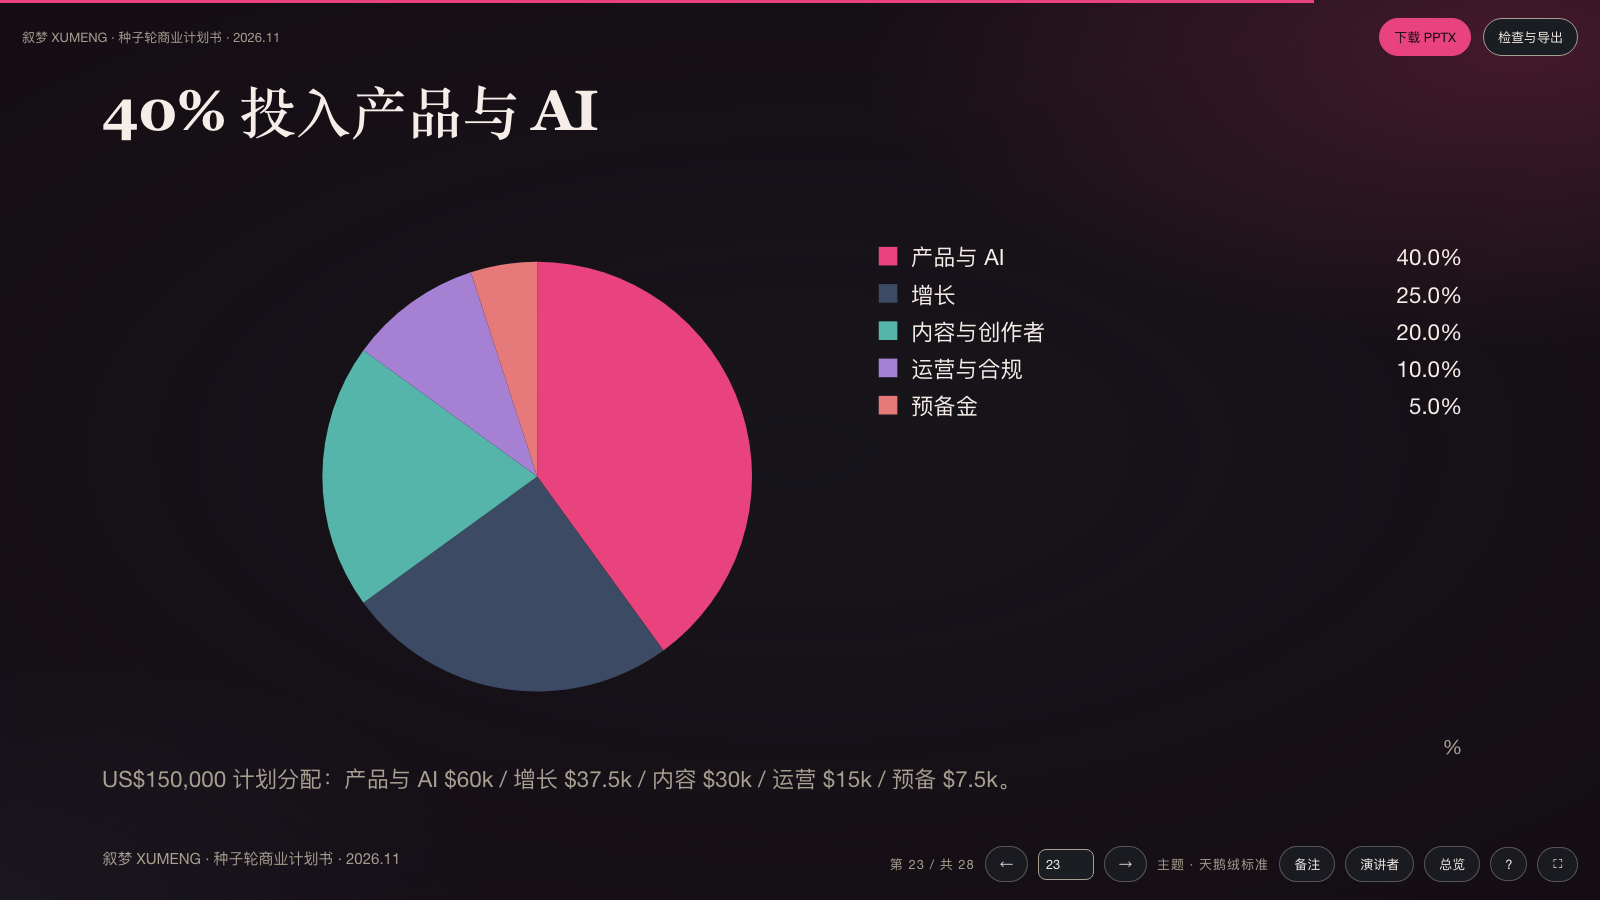 叙梦 XUMENG · 种子轮商业计划书 · 2026.11
下载 PPTX
检查与导出
40% 投入产品与 AI
产品与 AI 40.0%
增长 25.0%
内容与创作者 20.0%
运营与合规 10.0%
预备金 5.0%
%
US$150,000 计划分配：产品与 AI $60k / 增长 $37.5k / 内容 $30k / 运营 $15k / 预备 $7.5k。
叙梦 XUMENG · 种子轮商业计划书 · 2026.11
第 23 / 共 28
←
23
→
主题 · 天鹅绒标准
备注
演讲者
总览
?